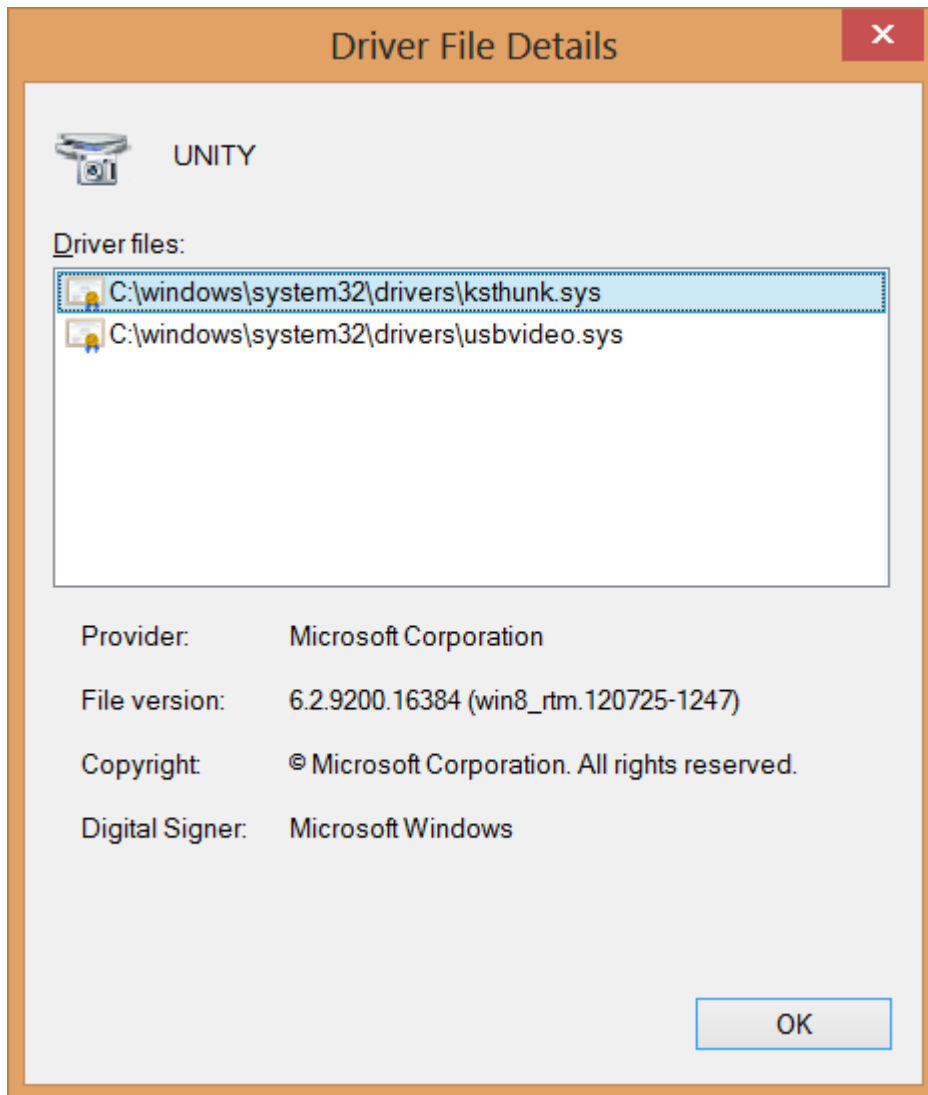 Driver File Details
UNITY
Driver files:
C:\windows\system32\drivers\ksthunk.sys
C:\windows\system32\drivers\usbvideo.sys
Provider: Microsoft Corporation
File version: 6.2.9200.16384 (win8_rtm.120725-1247)
Copyright: © Microsoft Corporation. All rights reserved.
Digital Signer: Microsoft Windows
OK